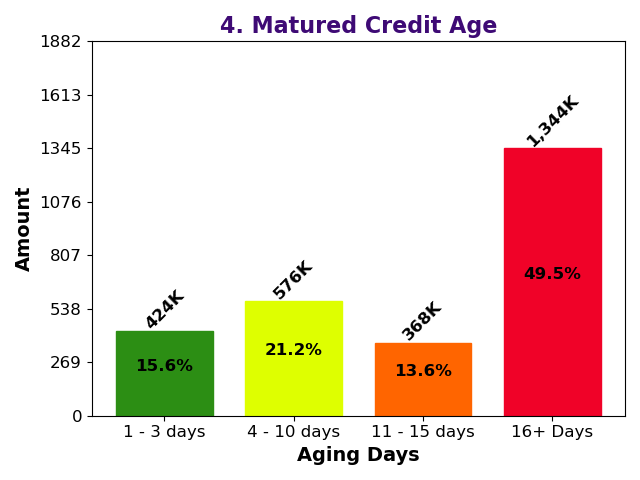 4. Matured Credit Age
1882
1613
1345
1076
807
538
269
0
Amount
424K
576K
368K
1,344K
15.6%
21.2%
13.6%
49.5%
1 - 3 days
4 - 10 days
11 - 15 days
16+ Days
Aging Days